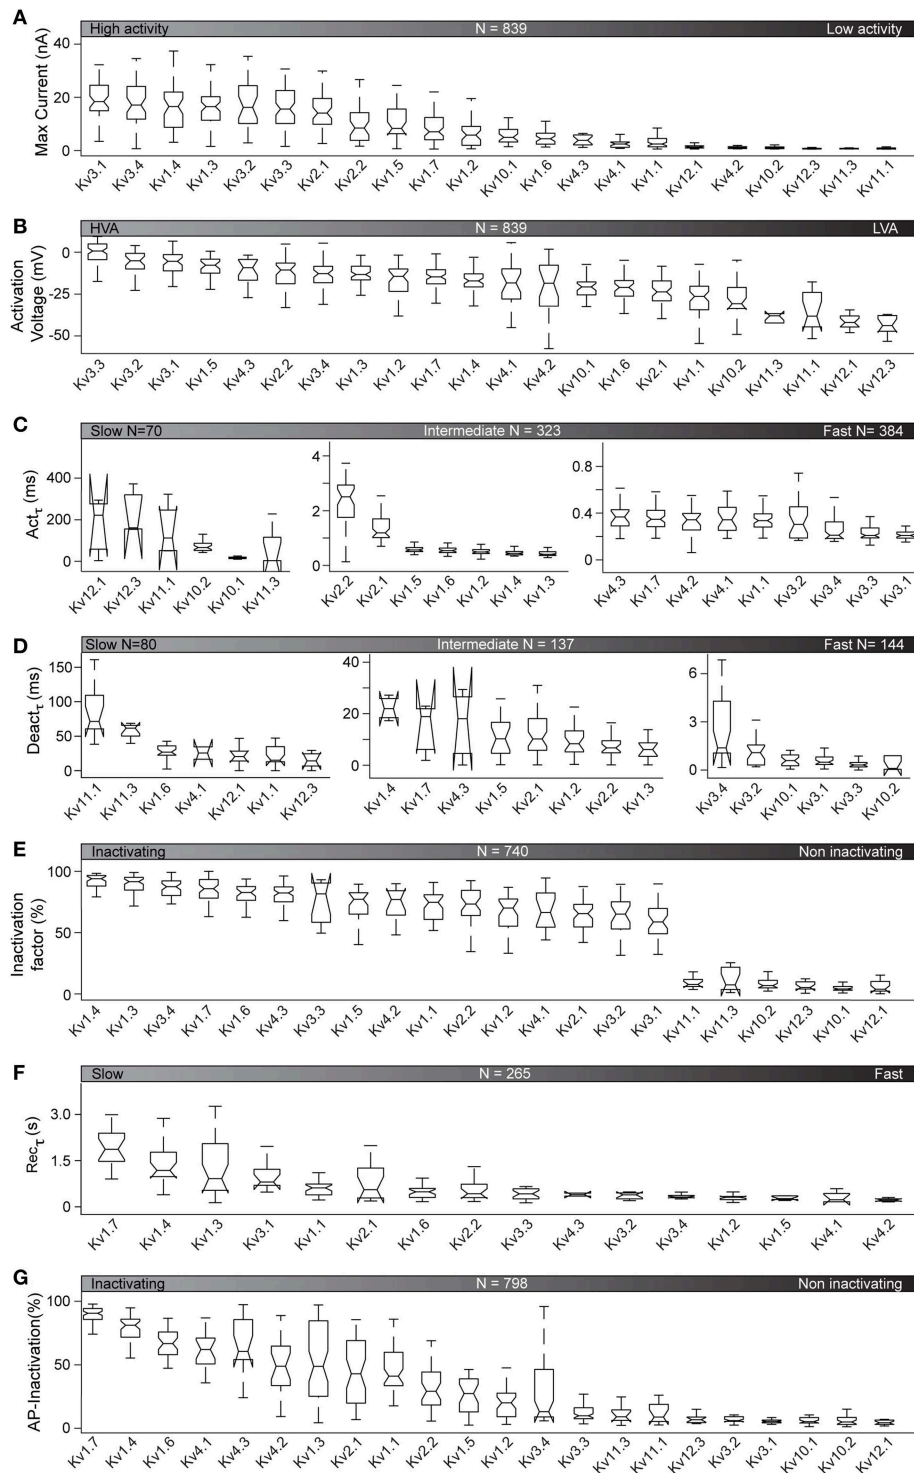 A
High activity N = 839 Low activity
Max Current (nA)
40
20
0
Kv3.1 Kv3.4 Kv1.4 Kv1.3 Kv3.2 Kv3.3 Kv2.1 Kv2.2 Kv1.5 Kv1.7 Kv1.2 Kv10.1 Kv1.6 Kv4.3 Kv4.1 Kv1.1 Kv12.1 Kv4.2 Kv10.2 Kv12.3 Kv11.3 Kv11.1
B
HVA N = 839 LVA
Activation
Voltage (mV)
0
-25
-50
Kv3.3 Kv3.2 Kv3.1 Kv1.5 Kv4.3 Kv2.2 Kv3.4 Kv1.3 Kv1.2 Kv1.7 Kv1.4 Kv4.1 Kv4.2 Kv10.1 Kv1.6 Kv2.1 Kv1.1 Kv10.2 Kv11.3 Kv11.1 Kv12.1 Kv12.3
C
Slow N=70 Intermediate N = 323 Fast N= 384
Actτ (ms)
400
200
0
Kv12.1 Kv12.3 Kv11.1 Kv10.2 Kv10.1 Kv11.3
4
2
0
Kv2.2 Kv2.1 Kv1.5 Kv1.6 Kv1.2 Kv1.4 Kv1.3
0.8
0.4
0
Kv4.3 Kv1.7 Kv4.2 Kv4.1 Kv1.1 Kv3.2 Kv3.4 Kv3.3 Kv3.1
D
Slow N=80 Intermediate N = 137 Fast N= 144
Deactτ (ms)
150
100
50
0
Kv11.1 Kv11.3 Kv1.6 Kv4.1 Kv12.1 Kv1.1 Kv12.3
40
20
0
Kv1.4 Kv1.7 Kv4.3 Kv1.5 Kv2.1 Kv1.2 Kv2.2 Kv1.3
6
3
0
Kv3.4 Kv3.2 Kv10.1 Kv3.1 Kv3.3 Kv10.2
E
Inactivating N = 740 Non inactivating
Inactivation
factor (%)
100
50
0
Kv1.4 Kv1.3 Kv3.4 Kv1.7 Kv1.6 Kv4.3 Kv3.3 Kv1.5 Kv4.2 Kv1.1 Kv2.2 Kv1.2 Kv4.1 Kv2.1 Kv3.2 Kv3.1 Kv11.1 Kv11.3 Kv10.2 Kv12.3 Kv10.1 Kv12.1
F
Slow N = 265 Fast
Recτ (s)
3.0
1.5
0
Kv1.7 Kv1.4 Kv1.3 Kv3.1 Kv1.1 Kv2.1 Kv1.6 Kv2.2 Kv3.3 Kv4.3 Kv3.2 Kv3.4 Kv1.2 Kv1.5 Kv4.1 Kv4.2
G
Inactivating N = 798 Non inactivating
AP-Inactivation(%)
100
50
0
Kv1.7 Kv1.4 Kv1.6 Kv4.1 Kv4.3 Kv4.2 Kv1.3 Kv2.1 Kv1.1 Kv2.2 Kv1.5 Kv1.2 Kv3.4 Kv3.3 Kv11.3 Kv11.1 Kv12.3 Kv3.2 Kv3.1 Kv10.1 Kv10.2 Kv12.1